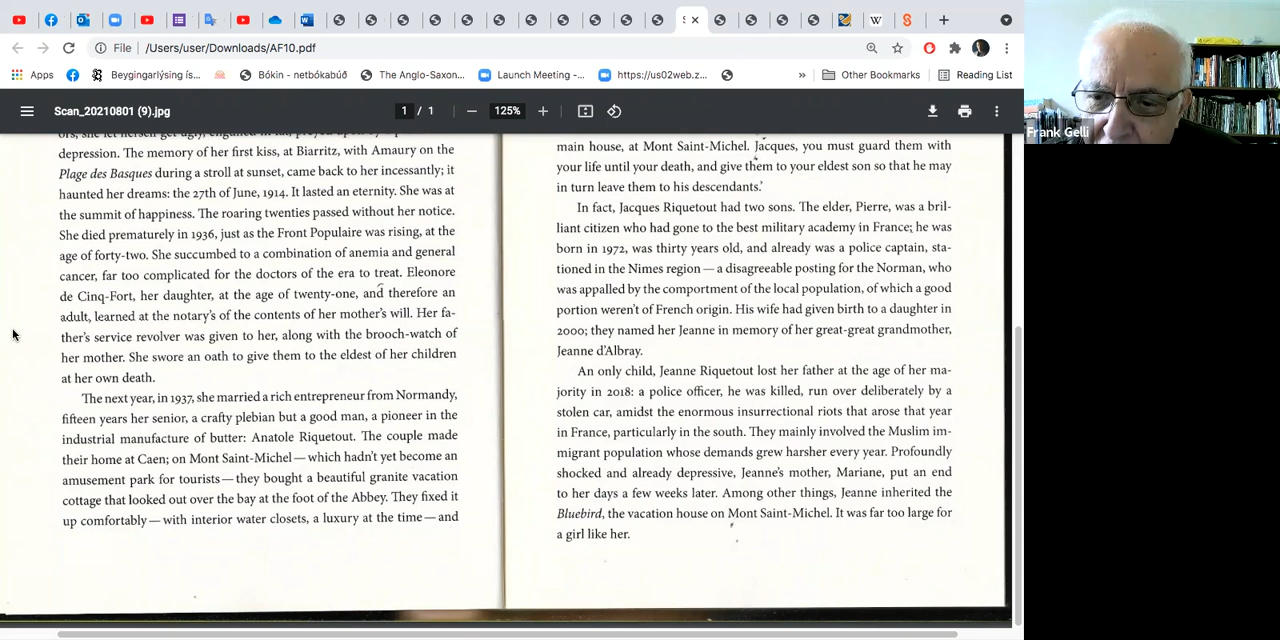 File | /Users/user/Downloads/AF10.pdf
Apps
Beygingarlýsing ís...
Bókin - netbókabúð
The Anglo-Saxon...
Launch Meeting -...
https://us02web.z...
»
Other Bookmarks
Reading List
Scan_20210801 (9).jpg
1 / 1
125%
Frank Gelli
depression. The memory of her first kiss, at Biarritz, with Amaury on the
Plage des Basques during a stroll at sunset, came back to her incessantly; it
haunted her dreams: the 27th of June, 1914. It lasted an eternity. She was at
the summit of happiness. The roaring twenties passed without her notice.
She died prematurely in 1936, just as the Front Populaire was rising, at the
age of forty-two. She succumbed to a combination of anemia and general
cancer, far too complicated for the doctors of the era to treat. Eleonore
de Cinq-Fort, her daughter, at the age of twenty-one, and therefore an
adult, learned at the notary's of the contents of her mother's will. Her fa-
ther's service revolver was given to her, along with the brooch-watch of
her mother. She swore an oath to give them to the eldest of her children
at her own death.
The next year, in 1937, she married a rich entrepreneur from Normandy,
fifteen years her senior, a crafty plebian but a good man, a pioneer in the
industrial manufacture of butter: Anatole Riquetout. The couple made
their home at Caen; on Mont Saint-Michel — which hadn't yet become an
amusement park for tourists — they bought a beautiful granite vacation
cottage that looked out over the bay at the foot of the Abbey. They fixed it
up comfortably — with interior water closets, a luxury at the time — and
main house, at Mont Saint-Michel. Jacques, you must guard them with
your life until your death, and give them to your eldest son so that he may
in turn leave them to his descendants.'
In fact, Jacques Riquetout had two sons. The elder, Pierre, was a bril-
liant citizen who had gone to the best military academy in France; he was
born in 1972, was thirty years old, and already was a police captain, sta-
tioned in the Nimes region — a disagreeable posting for the Norman, who
was appalled by the comportment of the local population, of which a good
portion weren't of French origin. His wife had given birth to a daughter in
2000; they named her Jeanne in memory of her great-great grandmother,
Jeanne d'Albray.
An only child, Jeanne Riquetout lost her father at the age of her ma-
jority in 2018: a police officer, he was killed, run over deliberately by a
stolen car, amidst the enormous insurrectional riots that arose that year
in France, particularly in the south. They mainly involved the Muslim im-
migrant population whose demands grew harsher every year. Profoundly
shocked and already depressive, Jeanne's mother, Mariane, put an end
to her days a few weeks later. Among other things, Jeanne inherited the
Bluebird, the vacation house on Mont Saint-Michel. It was far too large for
a girl like her.